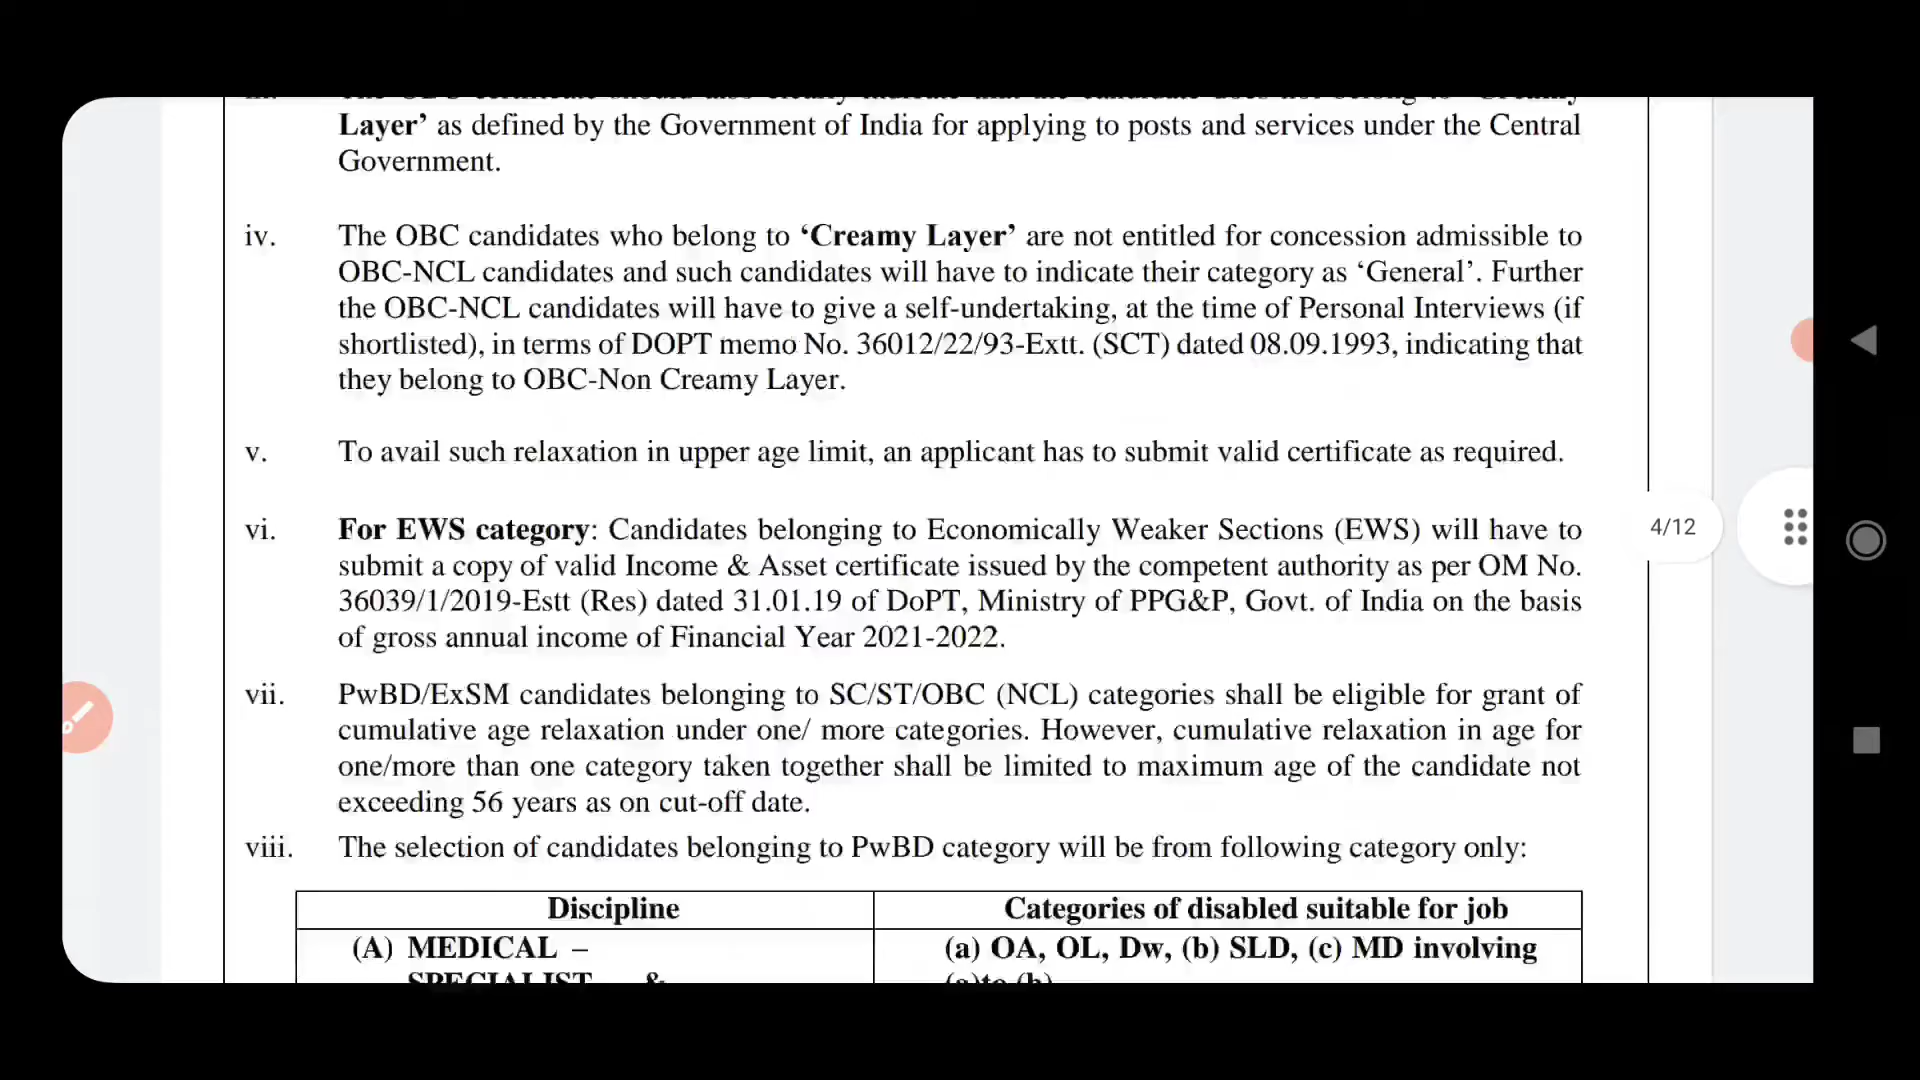 Layer’ as defined by the Government of India for applying to posts and services under the Central
Government.
iv. The OBC candidates who belong to ‘Creamy Layer’ are not entitled for concession admissible to
OBC-NCL candidates and such candidates will have to indicate their category as ‘General’. Further
the OBC-NCL candidates will have to give a self-undertaking, at the time of Personal Interviews (if
shortlisted), in terms of DOPT memo No. 36012/22/93-Extt. (SCT) dated 08.09.1993, indicating that
they belong to OBC-Non Creamy Layer.
v. To avail such relaxation in upper age limit, an applicant has to submit valid certificate as required.
vi. For EWS category: Candidates belonging to Economically Weaker Sections (EWS) will have to
submit a copy of valid Income & Asset certificate issued by the competent authority as per OM No.
36039/1/2019-Estt (Res) dated 31.01.19 of DoPT, Ministry of PPG&P, Govt. of India on the basis
of gross annual income of Financial Year 2021-2022.
4/12
vii. PwBD/ExSM candidates belonging to SC/ST/OBC (NCL) categories shall be eligible for grant of
cumulative age relaxation under one/ more categories. However, cumulative relaxation in age for
one/more than one category taken together shall be limited to maximum age of the candidate not
exceeding 56 years as on cut-off date.
viii. The selection of candidates belonging to PwBD category will be from following category only:
Discipline Categories of disabled suitable for job
(A) MEDICAL – (a) OA, OL, Dw, (b) SLD, (c) MD involving
SPECIALIST & (a)to (b)